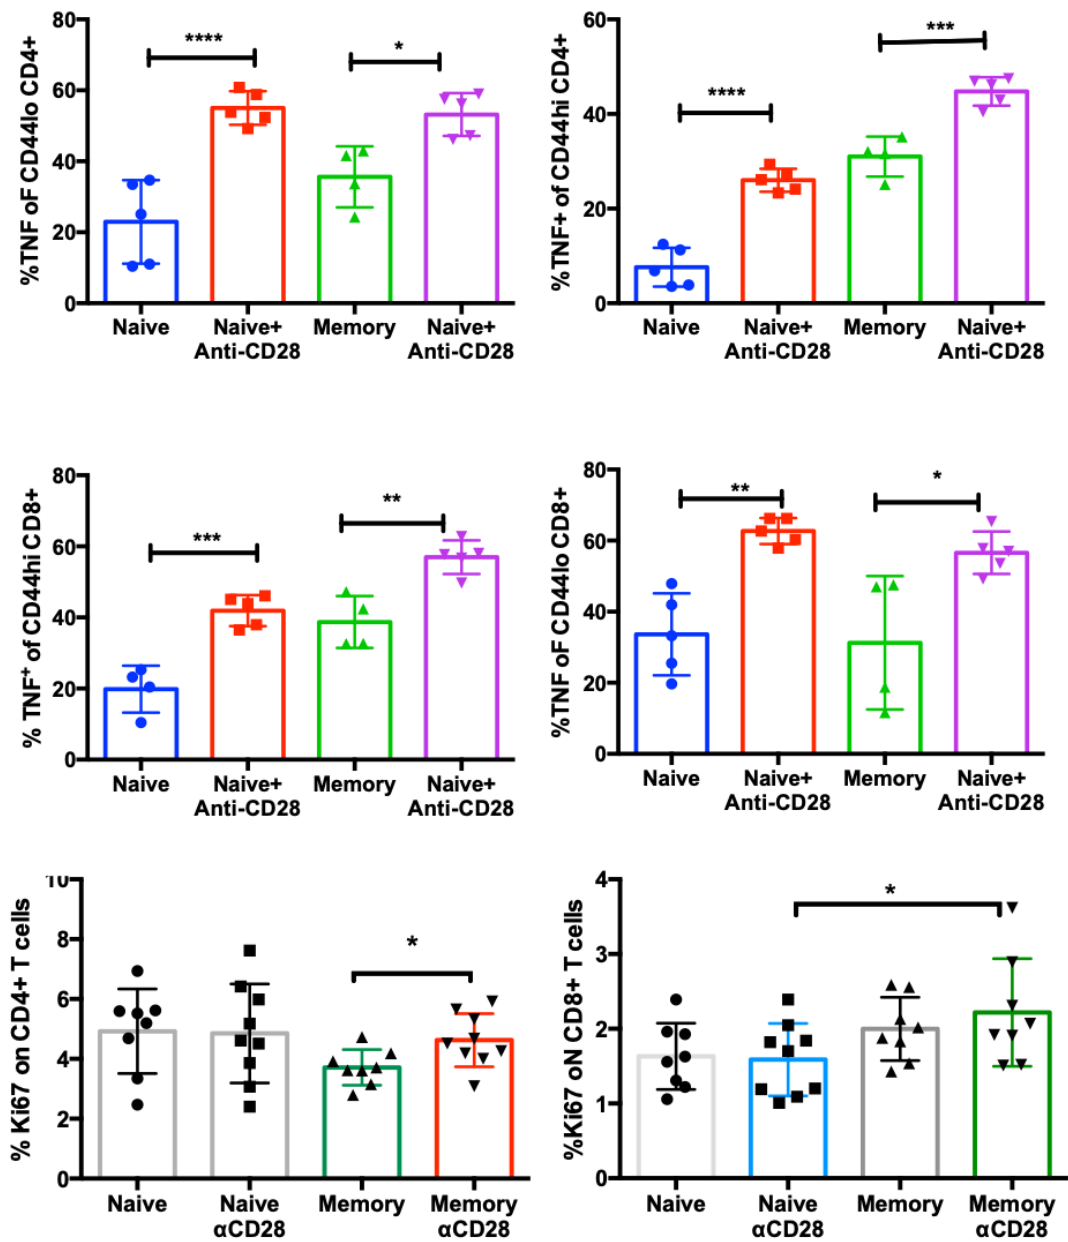 %TNF oF CD44lo CD4+
80
60
40
20
0
****
*
Naive
Naive+
Anti-CD28
Memory
Naive+
Anti-CD28
%TNF+ of CD44hi CD4+
60
40
20
0
****
***
Naive
Naive+
Anti-CD28
Memory
Naive+
Anti-CD28
% TNF⁺ of CD44hi CD8+
80
60
40
20
0
***
**
Naive
Naive+
Anti-CD28
Memory
Naive+
Anti-CD28
%TNF oF CD44lo CD8+
80
60
40
20
0
**
*
Naive
Naive+
Anti-CD28
Memory
Naive+
Anti-CD28
% Ki67 on CD4+ T cells
10
8
6
4
2
0
*
Naive
Naive
αCD28
Memory
Memory
αCD28
%Ki67 oN CD8+ T cells
4
3
2
1
0
*
Naive
Naive
αCD28
Memory
Memory
αCD28